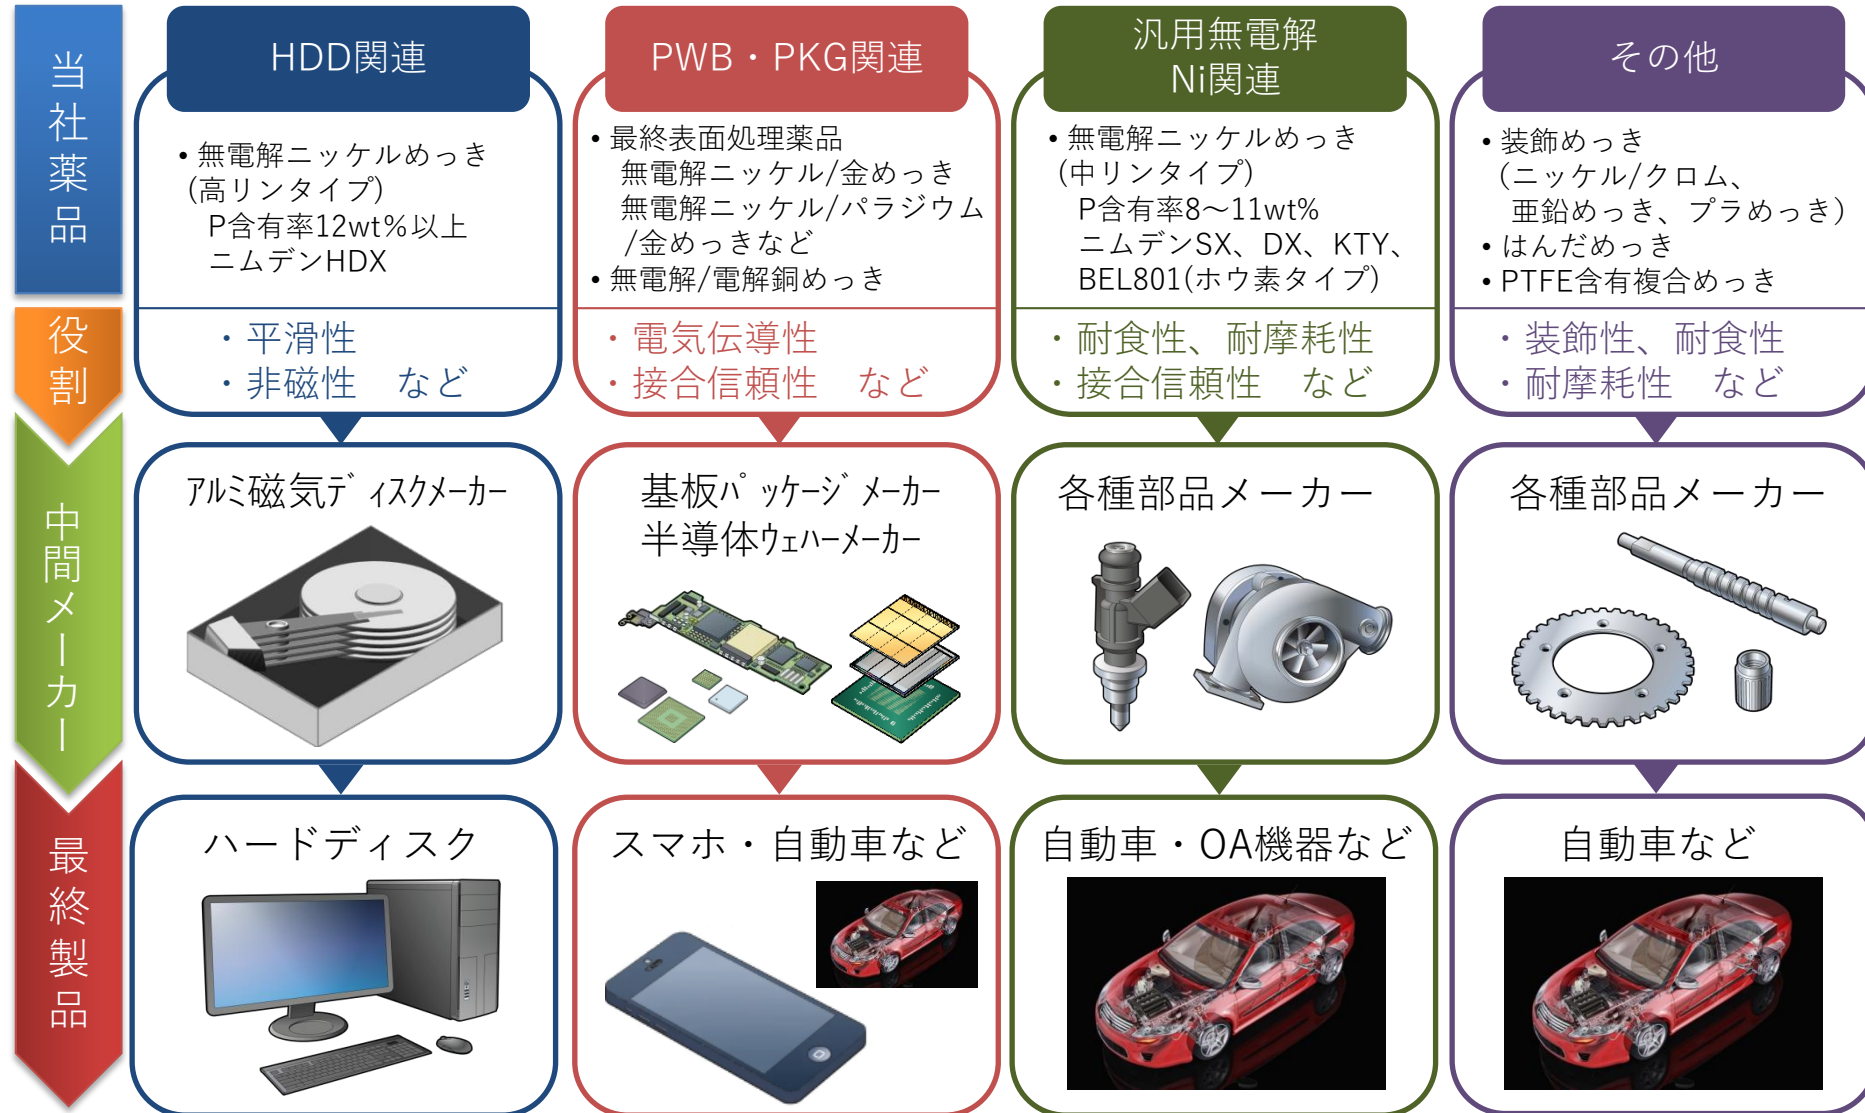 当社薬品
HDD関連
PWB・PKG関連
汎用無電解
Ni関連
その他
• 無電解ニッケルめっき
(高リンタイプ)
P含有率12wt%以上
ニムデンHDX
• 最終表面処理薬品
無電解ニッケル/金めっき
無電解ニッケル/パラジウム
/金めっきなど
• 無電解/電解銅めっき
• 無電解ニッケルめっき
(中リンタイプ)
P含有率8～11wt%
ニムデンSX、DX、KTY、
BEL801(ホウ素タイプ)
• 装飾めっき
(ニッケル/クロム、
亜鉛めっき、プラめっき)
• はんだめっき
• PTFE含有複合めっき
役割
・平滑性
・非磁性　など
・電気伝導性
・接合信頼性　など
・耐食性、耐摩耗性
・接合信頼性　など
・装飾性、耐食性
・耐摩耗性　など
中間メーカー
ｱﾙﾐ磁気ﾃﾞｨｽｸﾒｰｶｰ
基板ﾊﾟｯｹｰｼﾞﾒｰｶｰ
半導体ｳｪﾊｰﾒｰｶｰ
各種部品メーカー
各種部品メーカー
最終製品
ハードディスク
スマホ・自動車など
自動車・OA機器など
自動車など